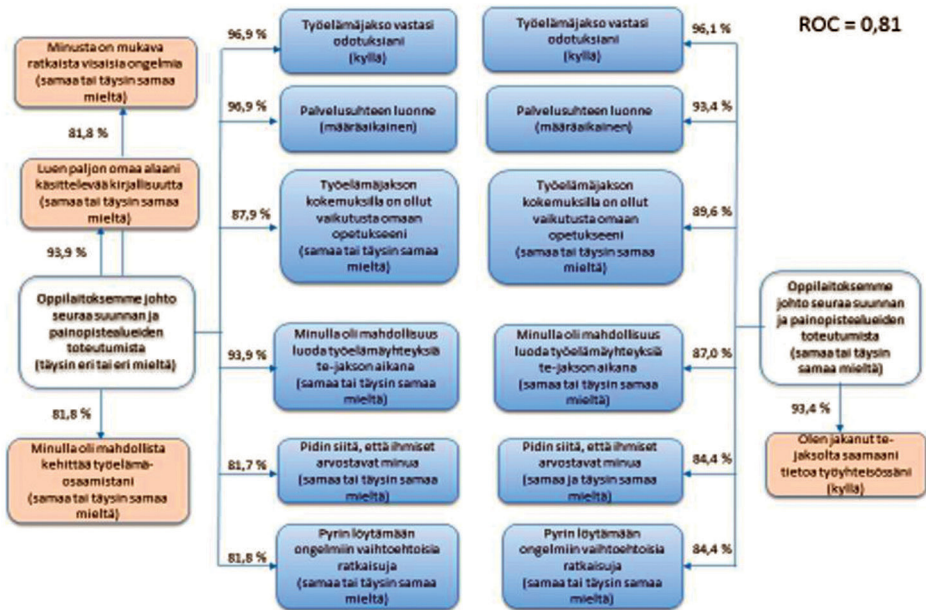 ROC = 0,81
Minusta on mukava
ratkaista visaisia ongelmia
(samaa tai täysin samaa
mieltä)
81,8 %
Luen paljon omaa alaani
käsittelevää kirjallisuutta
(samaa tai täysin samaa
mieltä)
93,9 %
Oppilaitoksemme johto
seuraa suunnan ja
painopistealueiden
toteutumista
(täysin eri tai eri mieltä)
81,8 %
Minulla oli mahdollista
kehittää työelämä-
osaamistani
(samaa tai täysin samaa
mieltä)
96,9 %
Työelämäjakso vastasi
odotuksiani
(kyllä)
96,9 %
Palvelusuhteen luonne
(määräaikainen)
87,9 %
Työelämäjakson
kokemuksilla on ollut
vaikutusta omaan
opetukseeni
(samaa tai täysin samaa
mieltä)
93,9 %
Minulla oli mahdollisuus
luoda työelämäyhteyksiä
te-jakson aikana
(samaa tai täysin samaa
mieltä)
81,7 %
Pidin siitä, että ihmiset
arvostavat minua
(samaa tai täysin samaa
mieltä)
81,8 %
Pyrin löytämään
ongelmiin vaihtoehtoisia
ratkaisuja
(samaa tai täysin samaa
mieltä)
Työelämäjakso vastasi
odotuksiani
(kyllä)
96,1 %
Palvelusuhteen luonne
(määräaikainen)
93,4 %
Työelämäjakson
kokemuksilla on ollut
vaikutusta omaan
opetukseeni
(samaa tai täysin samaa
mieltä)
89,6 %
Minulla oli mahdollisuus
luoda työelämäyhteyksiä
te-jakson aikana
(samaa tai täysin samaa
mieltä)
87,0 %
Pidin siitä, että ihmiset
arvostavat minua
(samaa ja täysin samaa
mieltä)
84,4 %
Pyrin löytämään
ongelmiin vaihtoehtoisia
ratkaisuja
(samaa tai täysin samaa
mieltä)
84,4 %
Oppilaitoksemme
johto seuraa suunnan
ja painopistealueiden
toteutumista
(samaa tai täysin
samaa mieltä)
93,4 %
Olen jakanut te-
jaksolta saamaani
tietoa työyhteisössäni
(kyllä)